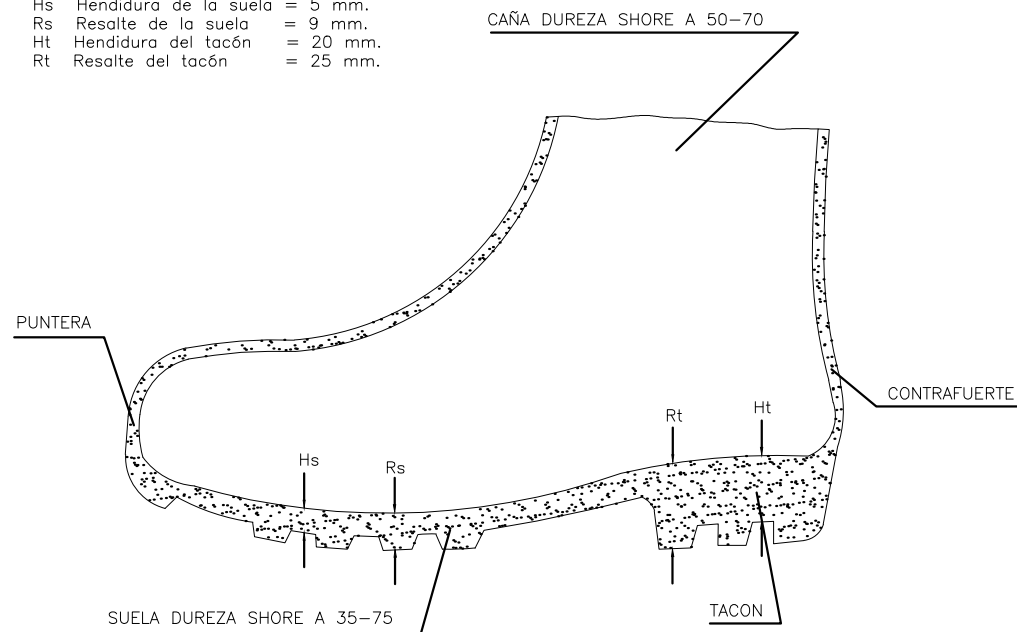 Hs Hendidura de la suela = 5 mm.
Rs Resalte de la suela = 9 mm.
Ht Hendidura del tacón = 20 mm.
Rt Resalte del tacón = 25 mm.
CAÑA DUREZA SHORE A 50-70
PUNTERA
CONTRAFUERTE
Rt
Ht
Hs
Rs
SUELA DUREZA SHORE A 35-75
TACON